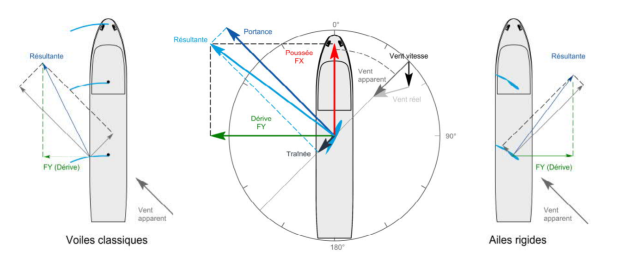 Résultante
FY (Dérive)
Vent
apparent
Voiles classiques
0°
Portance
Résultante
Poussée
FX
Vent vitesse
Vent
apparent
Vent réel
Dérive
FY
90°
Traînée
180°
Résultante
FY (Dérive)
Vent
apparent
Ailes rigides